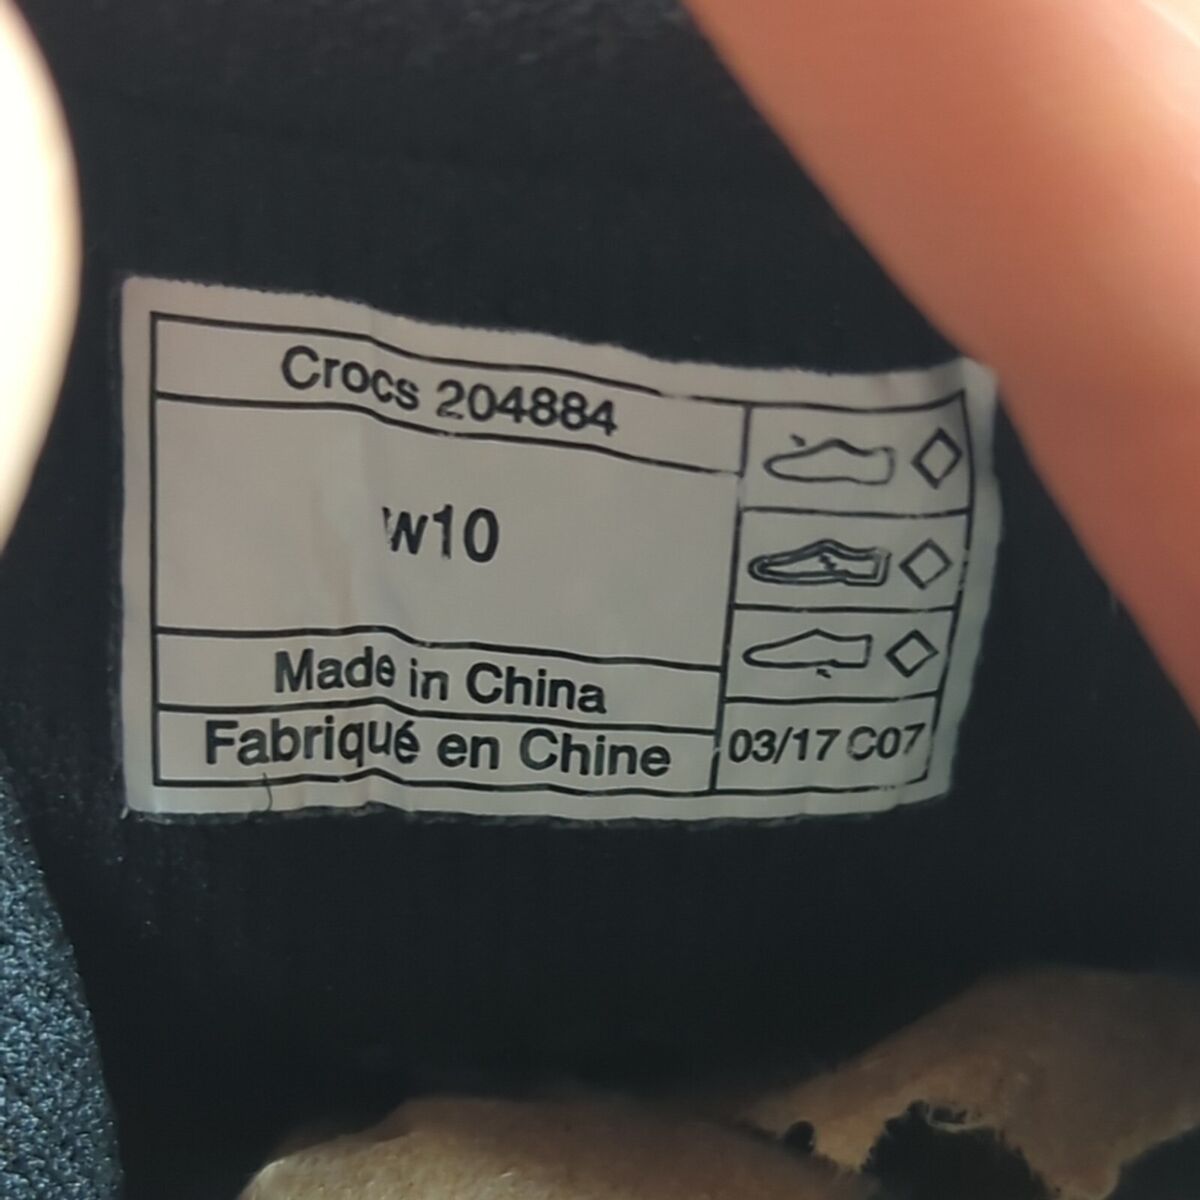 Crocs 204884
w10
Made in China
Fabriqué en Chine
03/17 C07